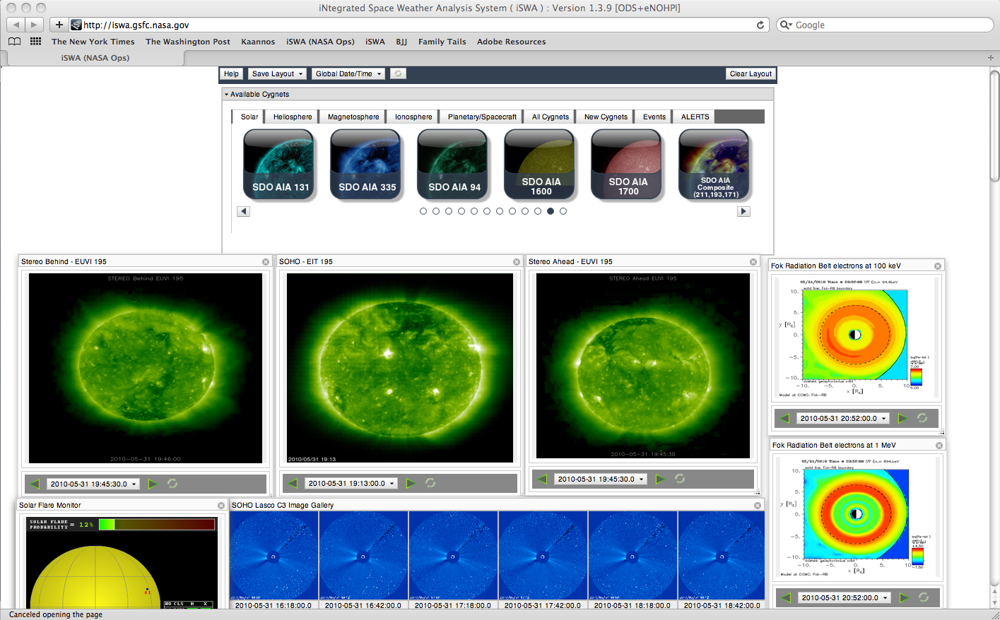 iNtegrated Space Weather Analysis System ( iSWA ) : Version 1.3.9 [ODS+eNOHPI]
http://iswa.gsfc.nasa.gov
Google
The New York Times The Washington Post Kaannos iSWA (NASA Ops) iSWA BJJ Family Tails Adobe Resources
iSWA (NASA Ops)
Help Save Layout Global Date/Time Clear Layout
Available Cygnets
Solar Heliosphere Magnetosphere Ionosphere Planetary/Spacecraft All Cygnets New Cygnets Events ALERTS
SDO AIA 131
SDO AIA 335
SDO AIA 94
SDO AIA
1600
SDO AIA
1700
SDO AIA
Composite
(211,193,171)
Stereo Behind - EUVI 195
STEREO Behind EUVI 195
2010-05-31 19:46:00
2010-05-31 19:45:30.0
SOHO - EIT 195
2010/05/31 19:13
2010-05-31 19:13:00.0
Stereo Ahead - EUVI 195
STEREO Ahead EUVI 195
2010-05-31 19:45:30
2010-05-31 19:45:30.0
Fok Radiation Belt electrons at 100 keV
05/31/2010 Time = 20:52:00 UT En.= 94.6keV
solid line: Fok-RB boundary
10.
5.
y [RE]
0.
-5.
-10.
-10. -5. 0. 5. 10
x [RE]
7.00
Model at CCMC: Fok-RB
2010-05-31 20:52:00.0
Fok Radiation Belt electrons at 1 MeV
05/31/2010 Time = 20:52:00 UT En.= 894.keV
solid line: Fok-RB boundary
10.
5.
y [RE]
0.
-5.
-10.
-10. -5. 0. 5. 10
x [RE]
+4.50
-1.50
Model at CCMC: Fok-RB
2010-05-31 20:52:00.0
Solar Flare Monitor
SOLAR FLARE
PROBABILITY = 12%
NO CLS M X
SOHO Lasco C3 Image Gallery
2010-05-31 16:18:00.0
2010-05-31 16:42:00.0
2010-05-31 17:18:00.0
2010-05-31 17:42:00.0
2010-05-31 18:18:00.0
2010-05-31 18:42:00.0
Canceled opening the page